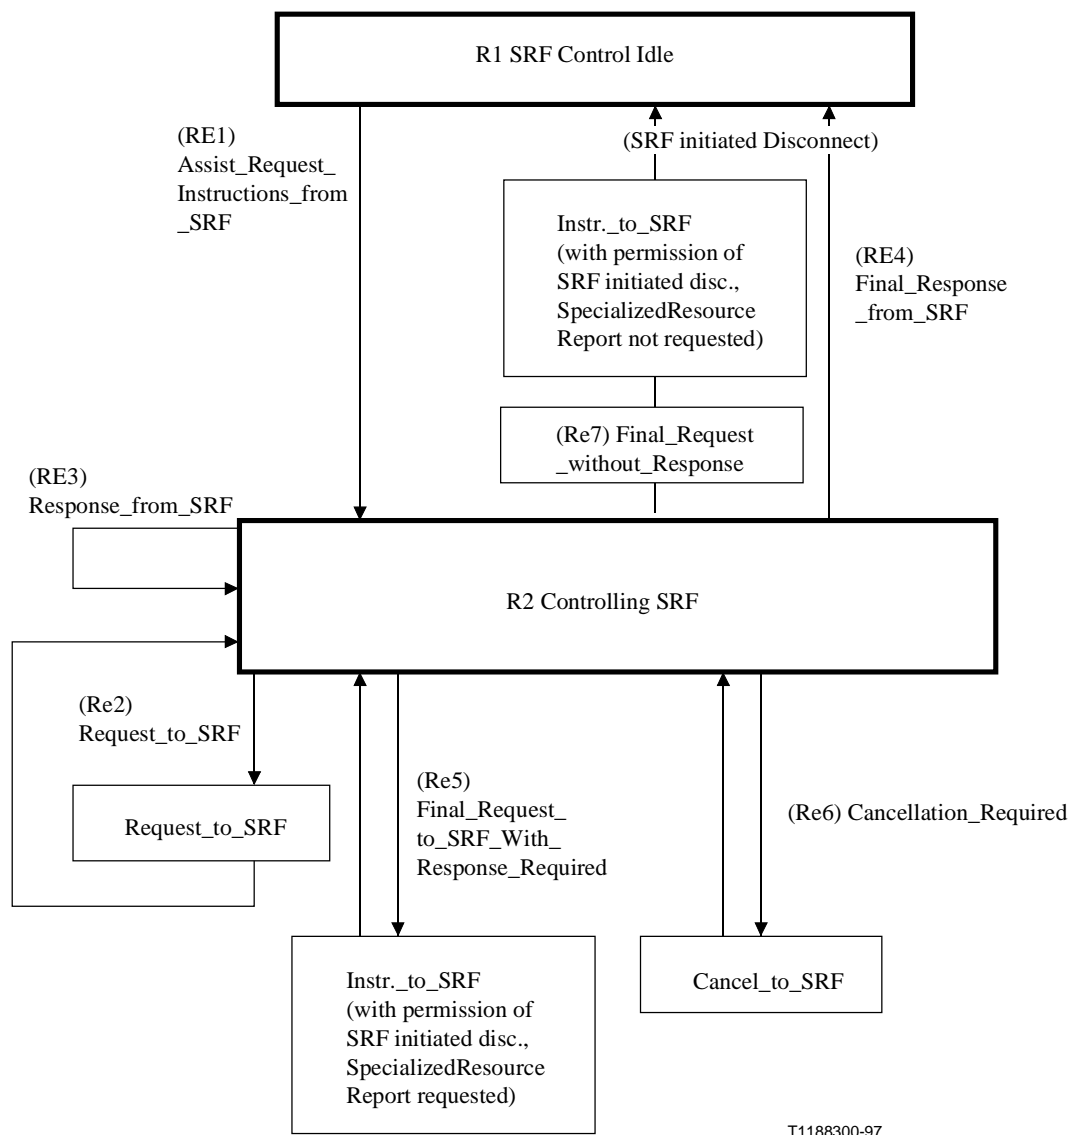 R1 SRF Control Idle
(RE1)
Assist_Request_
Instructions_from
_SRF
(SRF initiated Disconnect)
Instr._to_SRF
(with permission of
SRF initiated disc.,
SpecializedResource
Report not requested)
(RE4)
Final_Response
_from_SRF
(Re7) Final_Request
_without_Response
(RE3)
Response_from_SRF
R2 Controlling SRF
(Re2)
Request_to_SRF
Request_to_SRF
(Re5)
Final_Request_
to_SRF_With_
Response_Required
(Re6) Cancellation_Required
Instr._to_SRF
(with permission of
SRF initiated disc.,
SpecializedResource
Report requested)
Cancel_to_SRF
T1188300-97